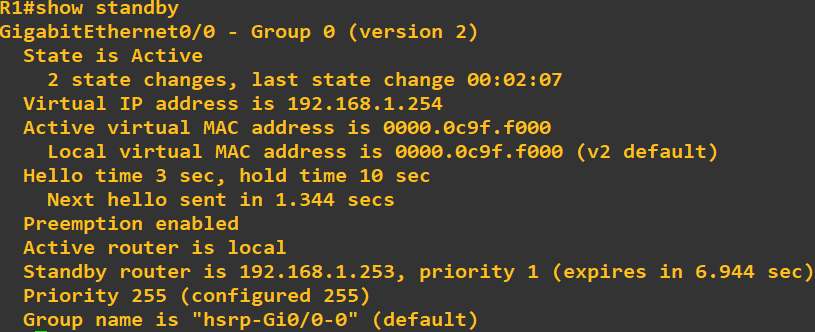 R1#show standby
GigabitEthernet0/0 - Group 0 (version 2)
State is Active
2 state changes, last state change 00:02:07
Virtual IP address is 192.168.1.254
Active virtual MAC address is 0000.0c9f.f000
Local virtual MAC address is 0000.0c9f.f000 (v2 default)
Hello time 3 sec, hold time 10 sec
Next hello sent in 1.344 secs
Preemption enabled
Active router is local
Standby router is 192.168.1.253, priority 1 (expires in 6.944 sec)
Priority 255 (configured 255)
Group name is "hsrp-Gi0/0-0" (default)